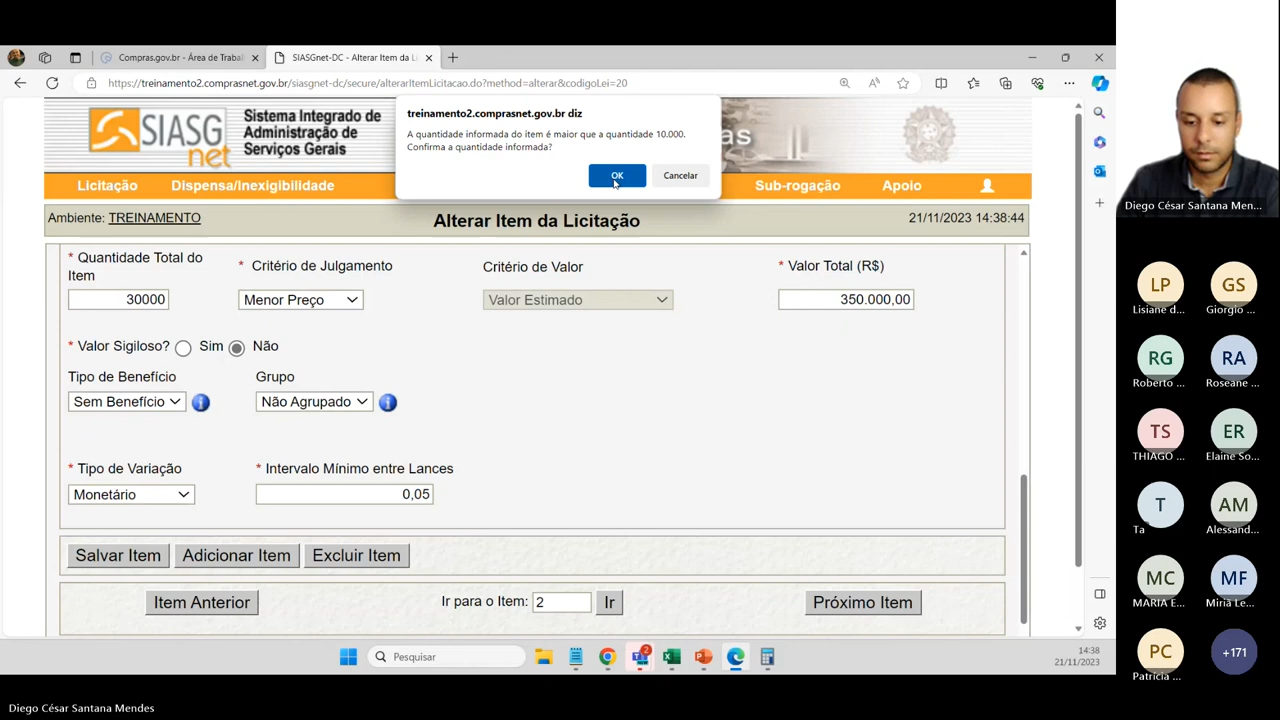 Compras.gov.br - Área de Trabal
SIASGnet-DC - Alterar Item da Li
https://treinamento2.comprasnet.gov.br/siasgnet-dc/secure/alterarItemLicitacao.do?method=alterar&codigoLei=20
SIASG
net
Sistema Integrado de
Administração de
Serviços Gerais
as
treinamento2.comprasnet.gov.br diz
A quantidade informada do item é maior que a quantidade 10.000.
Confirma a quantidade informada?
OK
Cancelar
Licitação
Dispensa/Inexigibilidade
Sub-rogação
Apoio
Ambiente: TREINAMENTO
Alterar Item da Licitação
21/11/2023 14:38:44
* Quantidade Total do
Item
* Critério de Julgamento
Critério de Valor
* Valor Total (R$)
30000
Menor Preço
Valor Estimado
350.000,00
* Valor Sigiloso?
Sim
Não
Tipo de Benefício
Grupo
Sem Benefício
Não Agrupado
* Tipo de Variação
* Intervalo Mínimo entre Lances
Monetário
0,05
Salvar Item
Adicionar Item
Excluir Item
Item Anterior
Ir para o Item:
2
Ir
Próximo Item
Pesquisar
2
14:38
21/11/2023
Diego César Santana Mendes
Diego César Santana Men...
LP
Lisiane d...
GS
Giorgio ...
RG
Roberto ...
RA
Roseane ...
TS
THIAGO ...
ER
Elaine So...
T
Ta
AM
Alessand...
MC
MARIA E...
MF
Miria Le...
PC
Patricia ...
+171